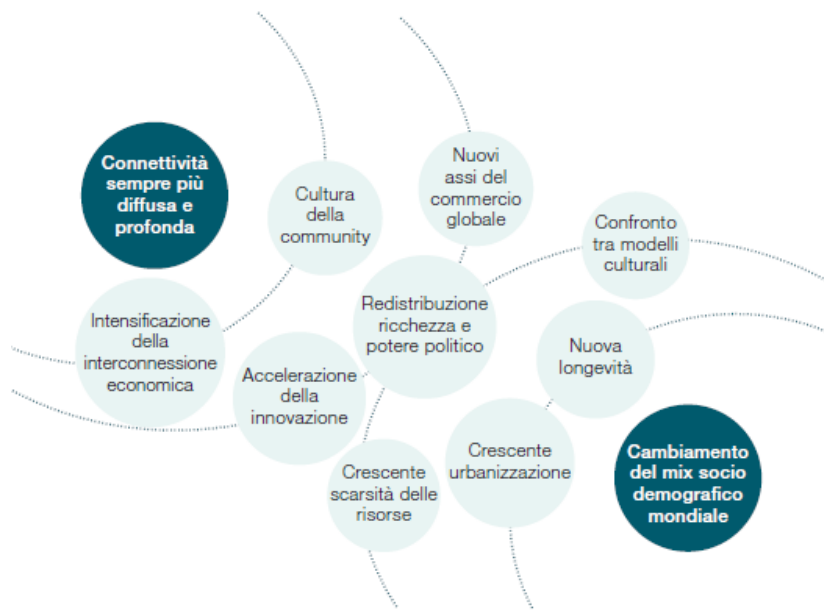 Connettività
sempre più
diffusa e
profonda
Cultura
della
community
Nuovi
assi del
commercio
globale
Confronto
tra modelli
culturali
Intensificazione
della
interconnessione
economica
Accelerazione
della
innovazione
Redistribuzione
ricchezza e
potere politico
Nuova
longevità
Crescente
scarsità delle
risorse
Crescente
urbanizzazione
Cambiamento
del mix socio
demografico
mondiale